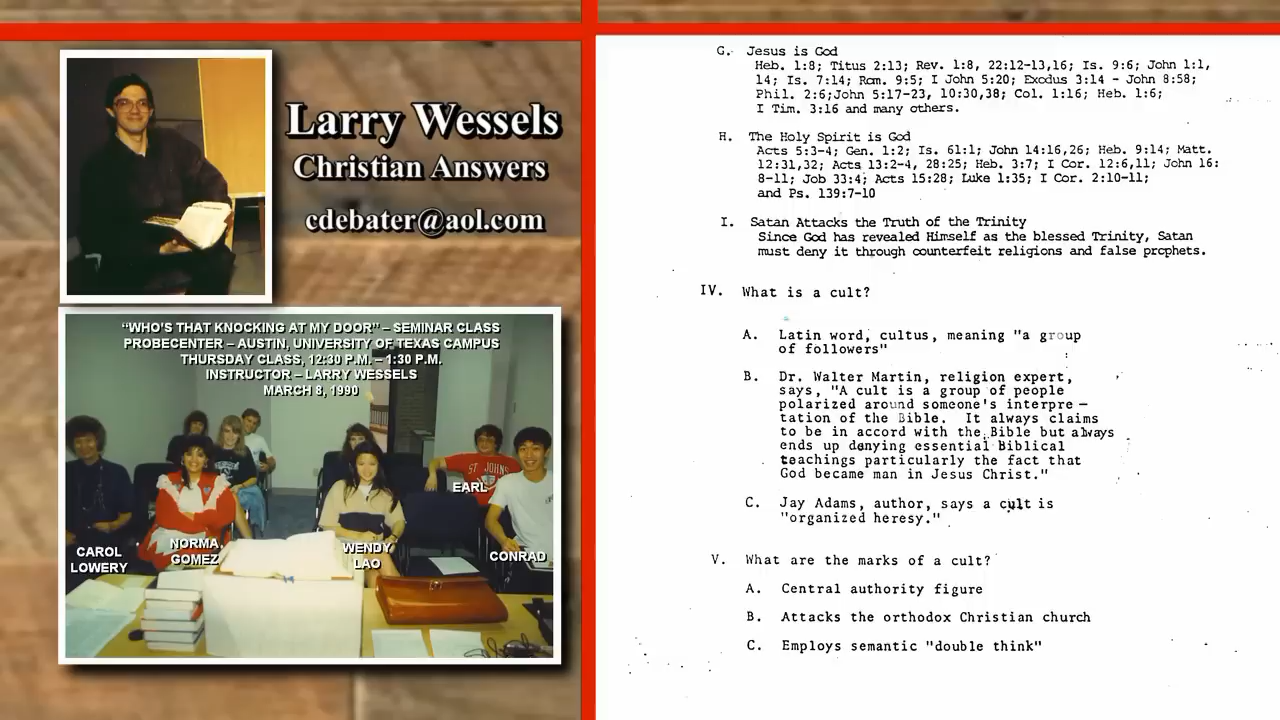 Larry Wessels
Christian Answers
cdebater@aol.com
"WHO'S THAT KNOCKING AT MY DOOR" – SEMINAR CLASS
PROBECENTER – AUSTIN, UNIVERSITY OF TEXAS CAMPUS
THURSDAY CLASS, 12:30 P.M. – 1:30 P.M.
INSTRUCTOR – LARRY WESSELS
MARCH 8, 1990
ST JOHNS
EARL
CAROL
LOWERY
NORMA
GOMEZ
WENDY
LAO
CONRAD
G. Jesus is God
Heb. 1:8; Titus 2:13; Rev. 1:8, 22:12-13,16; Is. 9:6; John 1:1,
14; Is. 7:14; Rom. 9:5; I John 5:20; Exodus 3:14 - John 8:58;
Phil. 2:6;John 5:17-23, 10:30,38; Col. 1:16; Heb. 1:6;
I Tim. 3:16 and many others.
H. The Holy Spirit is God
Acts 5:3-4; Gen. 1:2; Is. 61:1; John 14:16,26; Heb. 9:14; Matt.
12:31,32; Acts 13:2-4, 28:25; Heb. 3:7; I Cor. 12:6,11; John 16:
8-11; Job 33:4; Acts 15:28; Luke 1:35; I Cor. 2:10-11;
and Ps. 139:7-10
I. Satan Attacks the Truth of the Trinity
Since God has revealed Himself as the blessed Trinity, Satan
must deny it through counterfeit religions and false prophets.
IV. What is a cult?
A. Latin word, cultus, meaning "a group
of followers"
B. Dr. Walter Martin, religion expert,
says, "A cult is a group of people
polarized around someone's interpre -
tation of the Bible. It always claims
to be in accord with the Bible but always
ends up denying essential Biblical
teachings particularly the fact that
God became man in Jesus Christ."
C. Jay Adams, author, says a cult is
"organized heresy."
V. What are the marks of a cult?
A. Central authority figure
B. Attacks the orthodox Christian church
C. Employs semantic "double think"